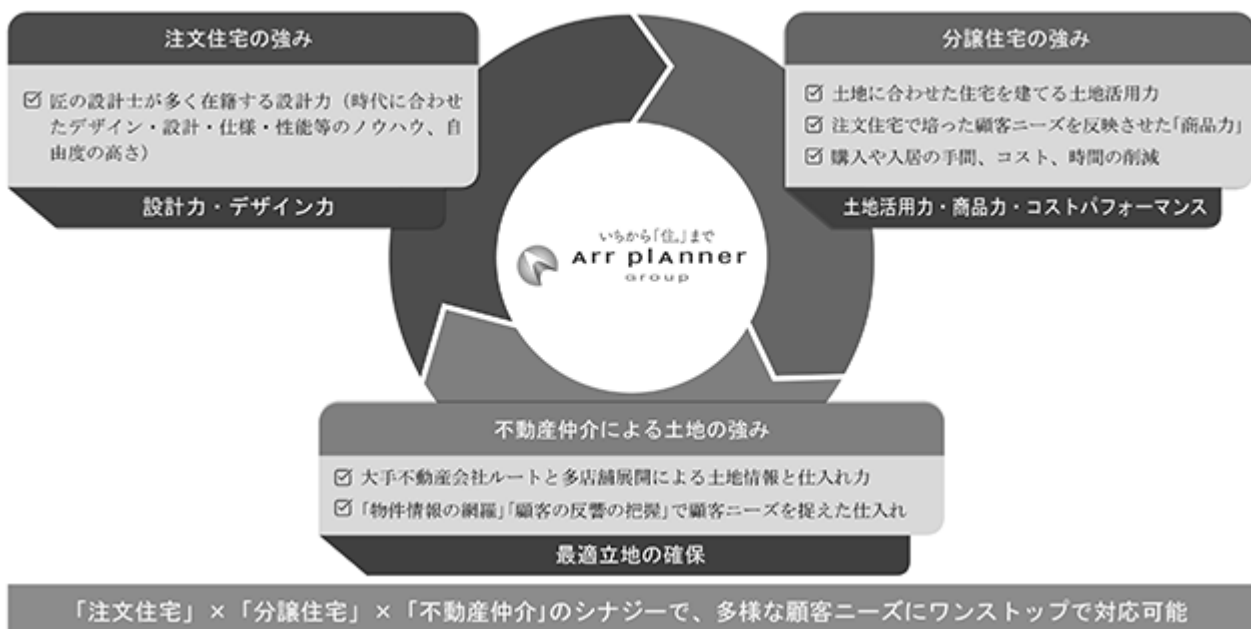 注文住宅の強み
匠の設計士が多く在籍する設計力（時代に合わせ
たデザイン・設計・仕様・性能等のノウハウ、自
由度の高さ）
設計力・デザイン力
分譲住宅の強み
土地に合わせた住宅を建てる土地活用力
注文住宅で培った顧客ニーズを反映させた「商品力」
購入や入居の手間、コスト、時間の削減
土地活用力・商品力・コストパフォーマンス
いちから「住。」まで
Arr plAnner
Group
不動産仲介による土地の強み
大手不動産会社ルートと多店舗展開による土地情報と仕入れ力
「物件情報の網羅」「顧客の反響の把握」で顧客ニーズを捉えた仕入れ
最適立地の確保
「注文住宅」×「分譲住宅」×「不動産仲介」のシナジーで、多様な顧客ニーズにワンストップで対応可能